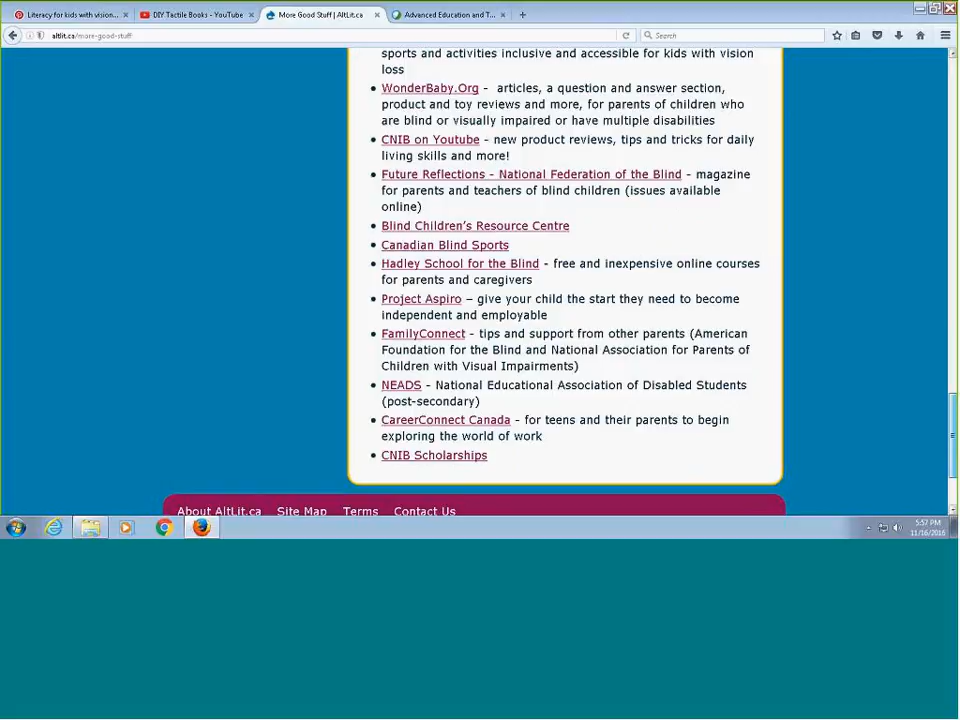 Literacy for kids with vision...
DIY Tactile Books - YouTube
More Good Stuff | AltLit.ca
Advanced Education and T...
altlit.ca/more-good-stuff
Search
sports and activities inclusive and accessible for kids with vision
loss
WonderBaby.Org - articles, a question and answer section,
product and toy reviews and more, for parents of children who
are blind or visually impaired or have multiple disabilities
CNIB on Youtube - new product reviews, tips and tricks for daily
living skills and more!
Future Reflections - National Federation of the Blind - magazine
for parents and teachers of blind children (issues available
online)
Blind Children’s Resource Centre
Canadian Blind Sports
Hadley School for the Blind - free and inexpensive online courses
for parents and caregivers
Project Aspiro – give your child the start they need to become
independent and employable
FamilyConnect - tips and support from other parents (American
Foundation for the Blind and National Association for Parents of
Children with Visual Impairments)
NEADS - National Educational Association of Disabled Students
(post-secondary)
CareerConnect Canada - for teens and their parents to begin
exploring the world of work
CNIB Scholarships
About AltLit.ca Site Map Terms Contact Us
5:57 PM
11/16/2016